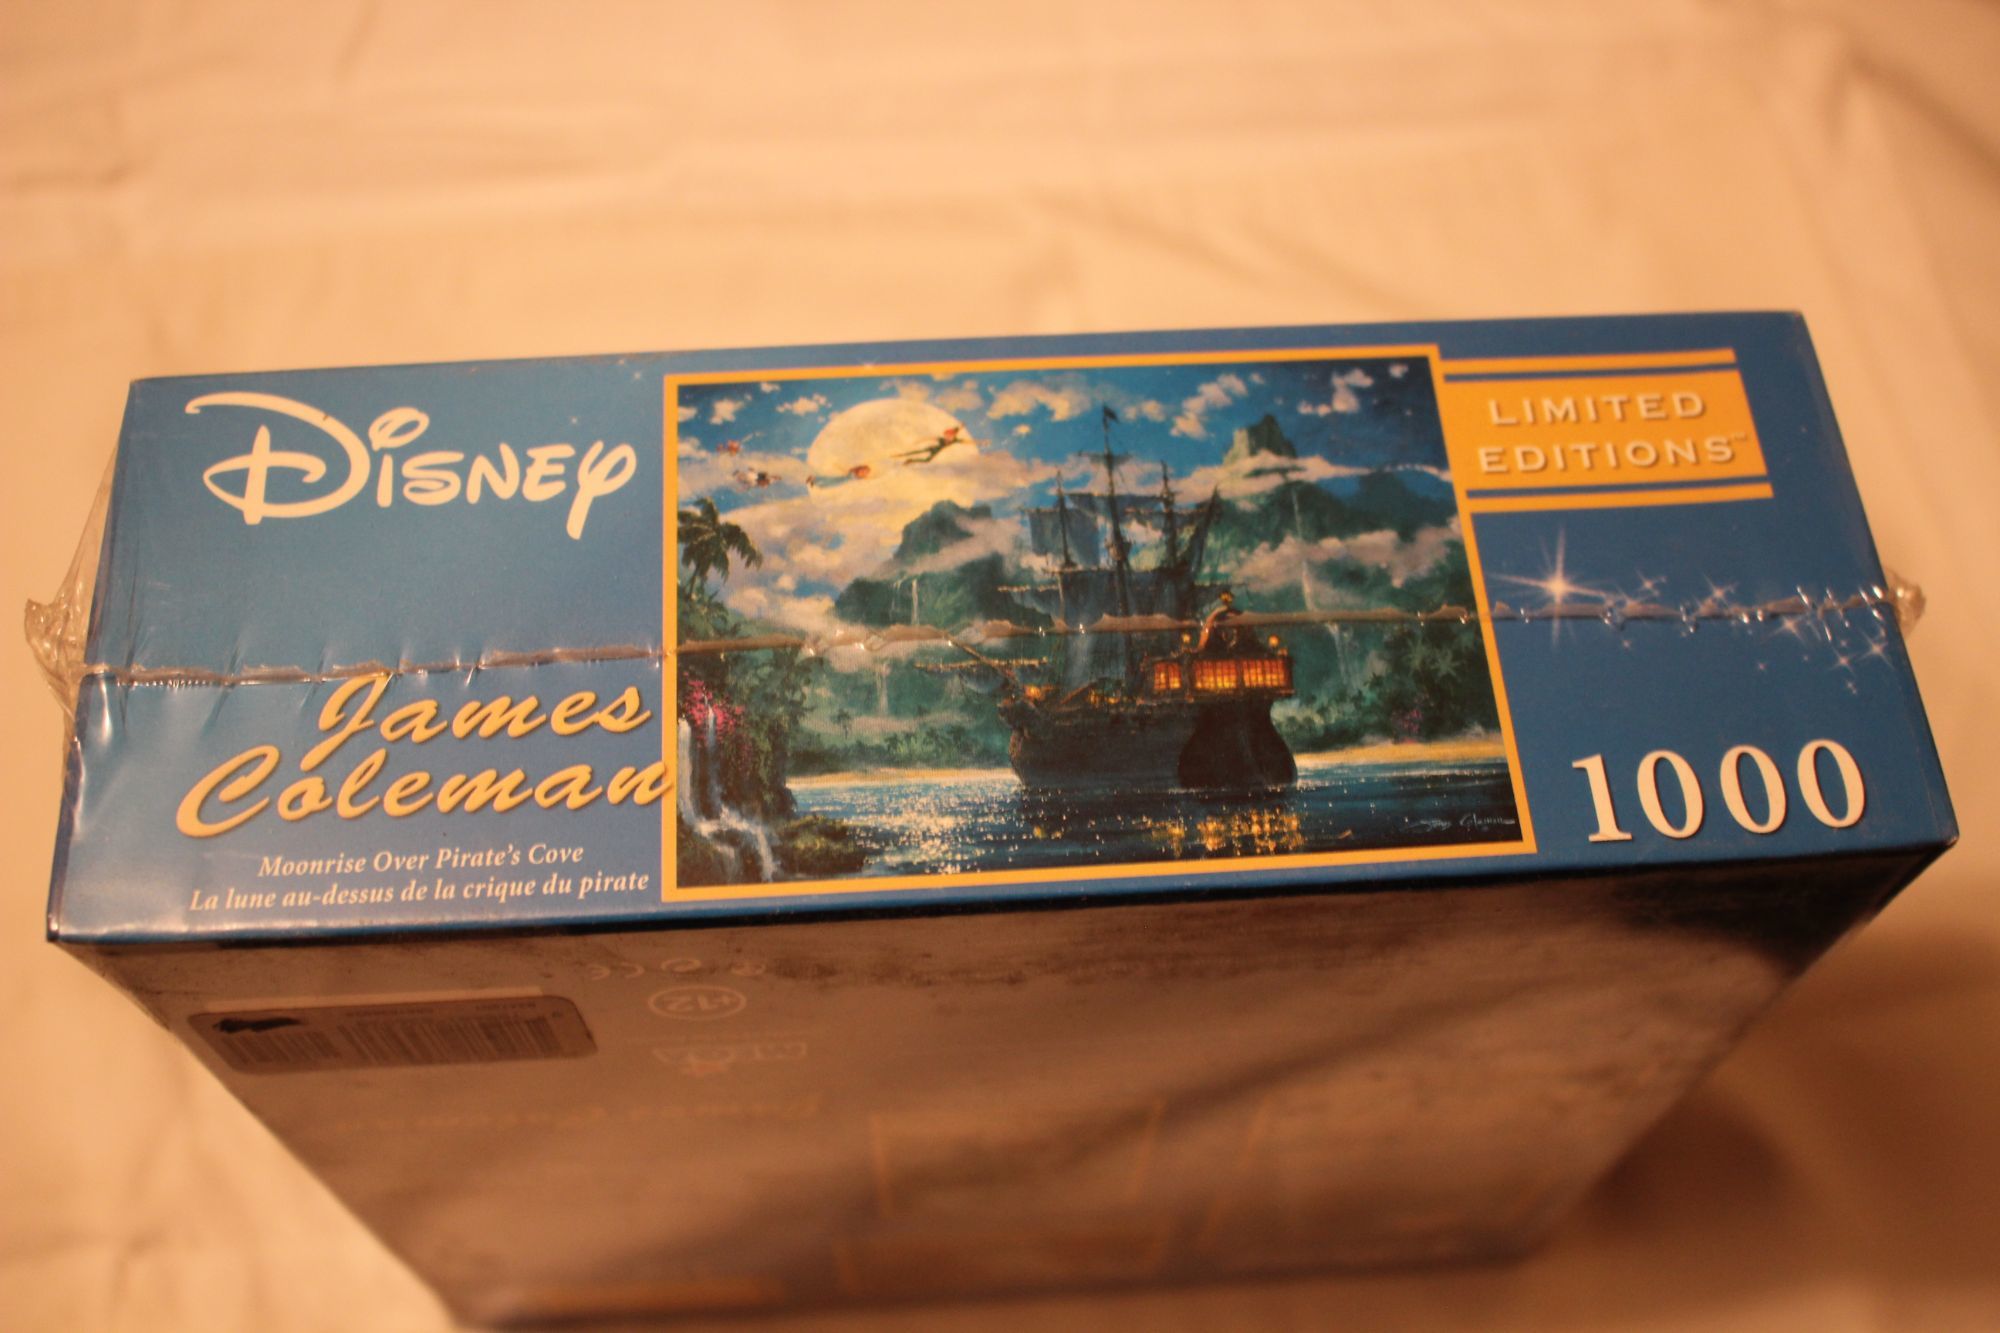 Disney
James
Coleman
Moonrise Over Pirate's Cove
La lune au-dessus de la crique du pirate
LIMITED
EDITIONS™
1000
+12